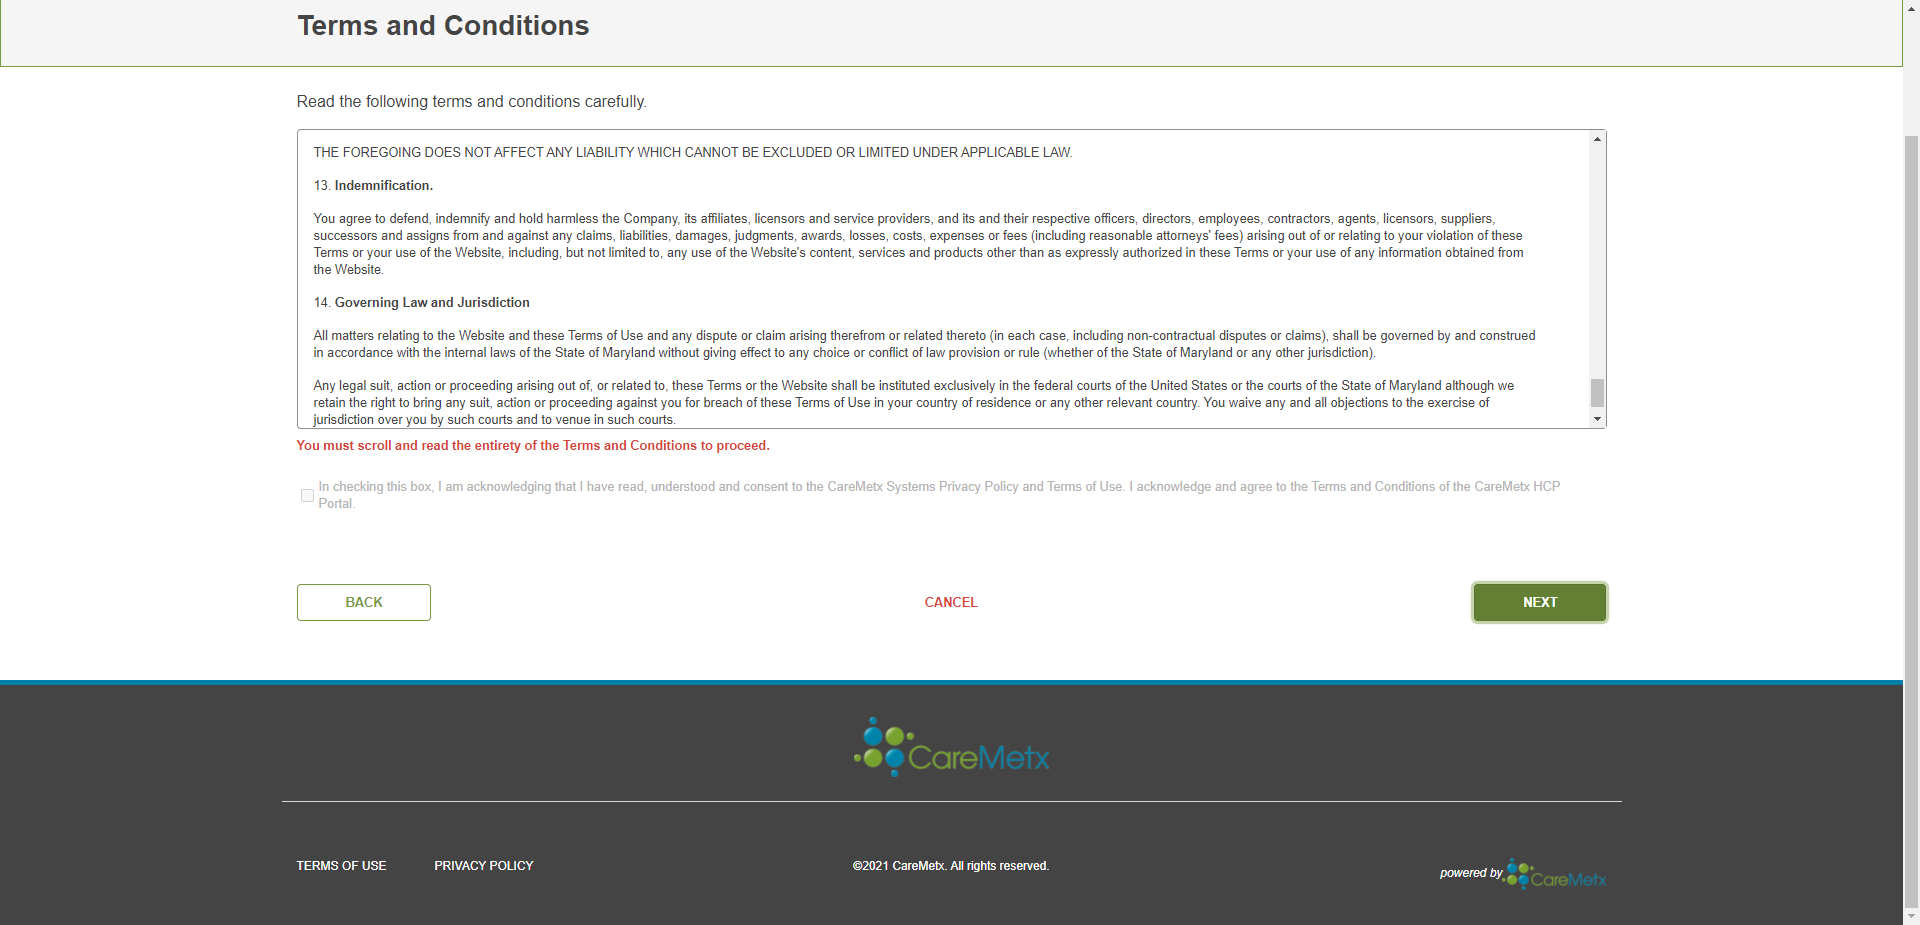 Terms and Conditions
Read the following terms and conditions carefully.
THE FOREGOING DOES NOT AFFECT ANY LIABILITY WHICH CANNOT BE EXCLUDED OR LIMITED UNDER APPLICABLE LAW.
13. Indemnification.
You agree to defend, indemnify and hold harmless the Company, its affiliates, licensors and service providers, and its and their respective officers, directors, employees, contractors, agents, licensors, suppliers,
successors and assigns from and against any claims, liabilities, damages, judgments, awards, losses, costs, expenses or fees (including reasonable attorneys' fees) arising out of or relating to your violation of these
Terms or your use of the Website, including, but not limited to, any use of the Website's content, services and products other than as expressly authorized in these Terms or your use of any information obtained from
the Website.
14. Governing Law and Jurisdiction
All matters relating to the Website and these Terms of Use and any dispute or claim arising therefrom or related thereto (in each case, including non-contractual disputes or claims), shall be governed by and construed
in accordance with the internal laws of the State of Maryland without giving effect to any choice or conflict of law provision or rule (whether of the State of Maryland or any other jurisdiction).
Any legal suit, action or proceeding arising out of, or related to, these Terms or the Website shall be instituted exclusively in the federal courts of the United States or the courts of the State of Maryland although we
retain the right to bring any suit, action or proceeding against you for breach of these Terms of Use in your country of residence or any other relevant country. You waive any and all objections to the exercise of
jurisdiction over you by such courts and to venue in such courts.
You must scroll and read the entirety of the Terms and Conditions to proceed.
In checking this box, I am acknowledging that I have read, understood and consent to the CareMetx Systems Privacy Policy and Terms of Use. I acknowledge and agree to the Terms and Conditions of the CareMetx HCP
Portal.
BACK
CANCEL
NEXT
CareMetx
TERMS OF USE
PRIVACY POLICY
©2021 CareMetx. All rights reserved.
powered by CareMetx